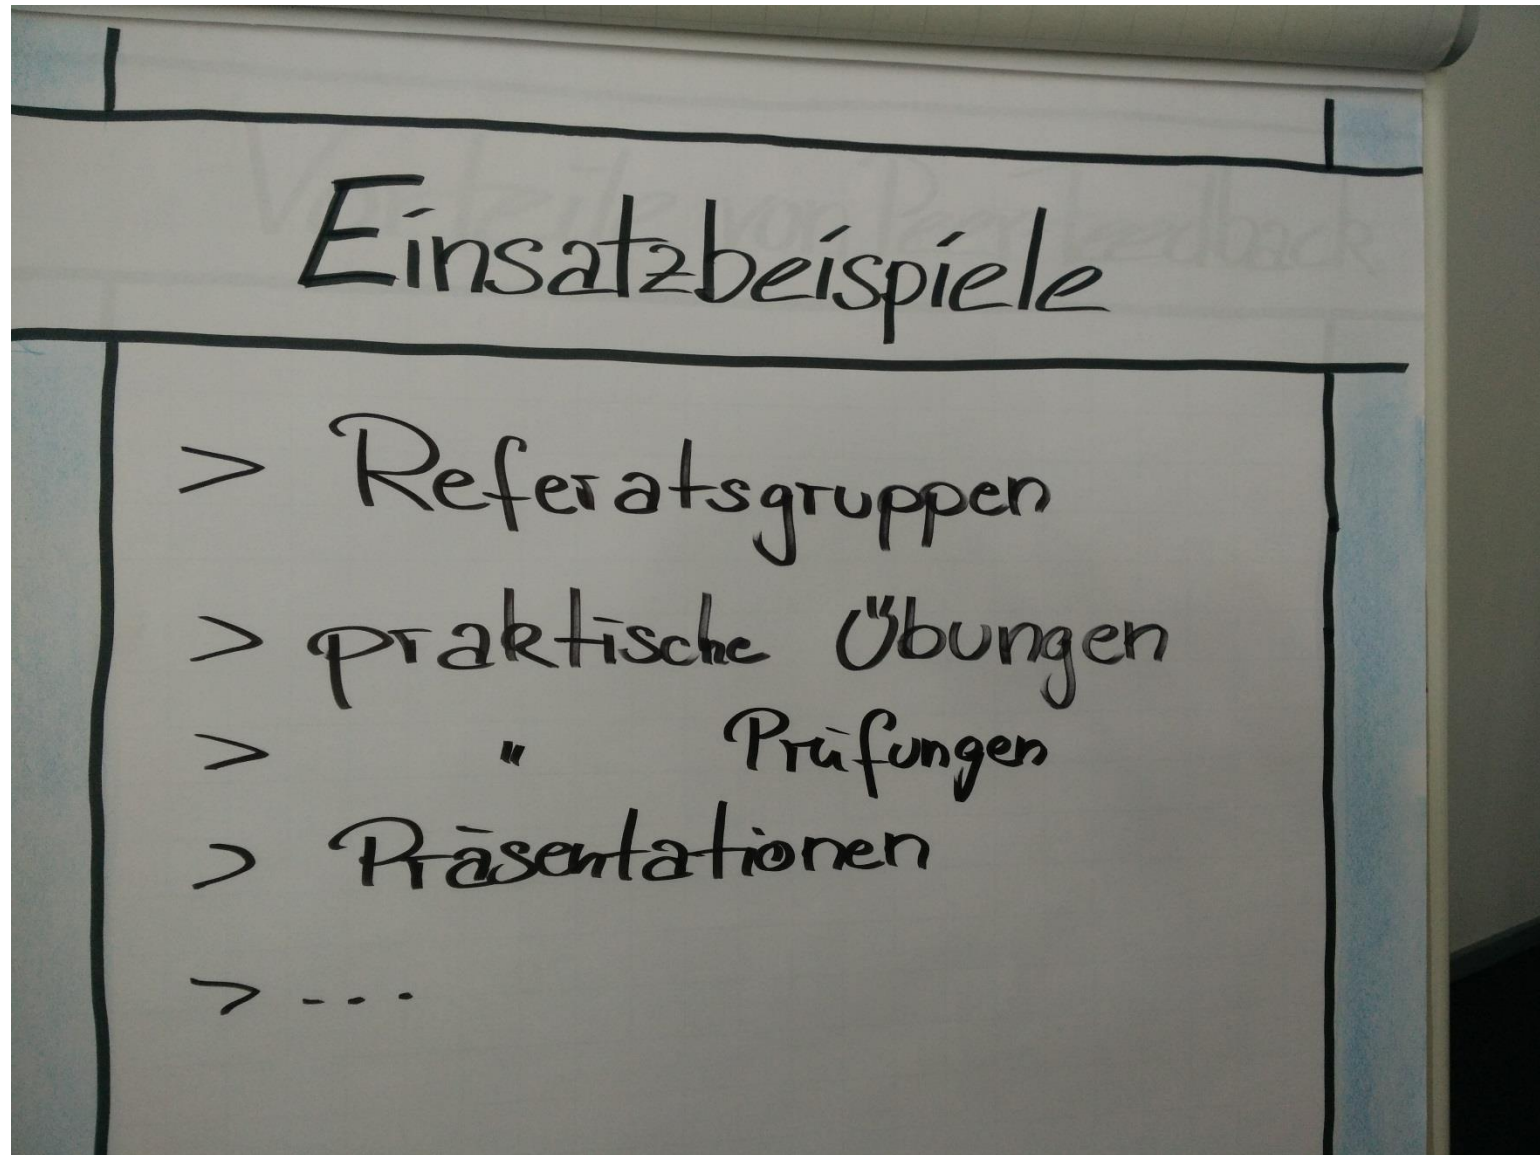 Einsatzbeispiele
> Referatsgruppen
> praktische Übungen
> " Prüfungen
> Präsentationen
> ...